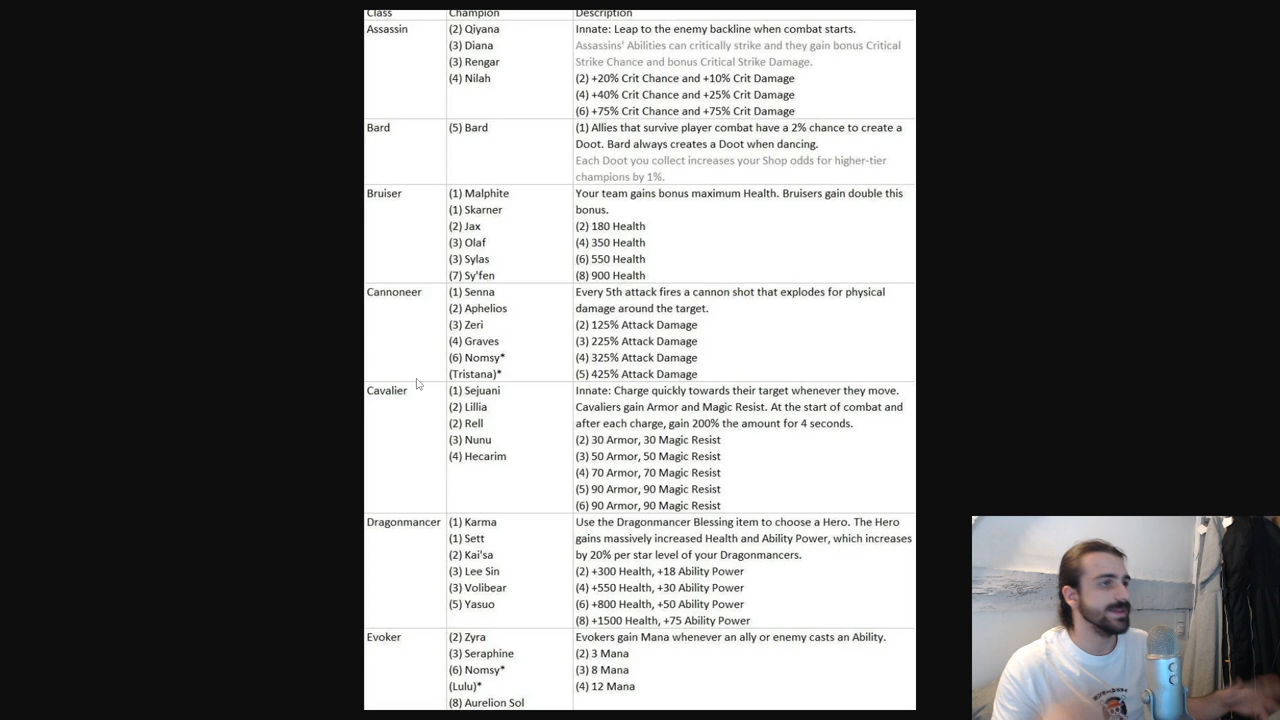 Class Champion Description
Assassin (2) Qiyana Innate: Leap to the enemy backline when combat starts.
(3) Diana Assassins' Abilities can critically strike and they gain bonus Critical
(3) Rengar Strike Chance and bonus Critical Strike Damage.
(4) Nilah (2) +20% Crit Chance and +10% Crit Damage
(4) +40% Crit Chance and +25% Crit Damage
(6) +75% Crit Chance and +75% Crit Damage
Bard (5) Bard (1) Allies that survive player combat have a 2% chance to create a
Doot. Bard always creates a Doot when dancing.
Each Doot you collect increases your Shop odds for higher-tier
champions by 1%.
Bruiser (1) Malphite Your team gains bonus maximum Health. Bruisers gain double this
(1) Skarner bonus.
(2) Jax (2) 180 Health
(3) Olaf (4) 350 Health
(3) Sylas (6) 550 Health
(7) Sy'fen (8) 900 Health
Cannoneer (1) Senna Every 5th attack fires a cannon shot that explodes for physical
(2) Aphelios damage around the target.
(3) Zeri (2) 125% Attack Damage
(4) Graves (3) 225% Attack Damage
(6) Nomsy* (4) 325% Attack Damage
(Tristana)* (5) 425% Attack Damage
Cavalier (1) Sejuani Innate: Charge quickly towards their target whenever they move.
(2) Lillia Cavaliers gain Armor and Magic Resist. At the start of combat and
(2) Rell after each charge, gain 200% the amount for 4 seconds.
(3) Nunu (2) 30 Armor, 30 Magic Resist
(4) Hecarim (3) 50 Armor, 50 Magic Resist
(4) 70 Armor, 70 Magic Resist
(5) 90 Armor, 90 Magic Resist
(6) 90 Armor, 90 Magic Resist
Dragonmancer (1) Karma Use the Dragonmancer Blessing item to choose a Hero. The Hero
(1) Sett gains massively increased Health and Ability Power, which increases
(2) Kai'sa by 20% per star level of your Dragonmancers.
(3) Lee Sin (2) +300 Health, +18 Ability Power
(3) Volibear (4) +550 Health, +30 Ability Power
(5) Yasuo (6) +800 Health, +50 Ability Power
(8) +1500 Health, +75 Ability Power
Evoker (2) Zyra Evokers gain Mana whenever an ally or enemy casts an Ability.
(3) Seraphine (2) 3 Mana
(6) Nomsy* (3) 8 Mana
(Lulu)* (4) 12 Mana
(8) Aurelion Sol